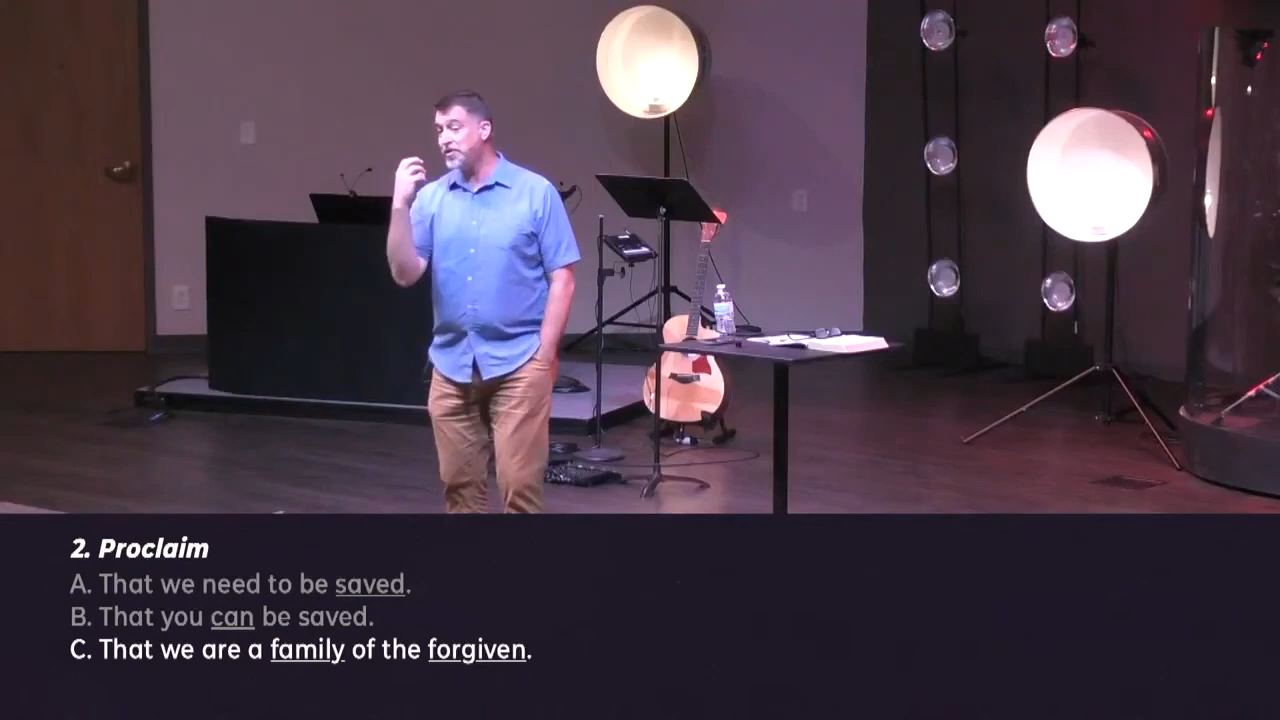 2. Proclaim
A. That we need to be saved.
B. That you can be saved.
C. That we are a family of the forgiven.